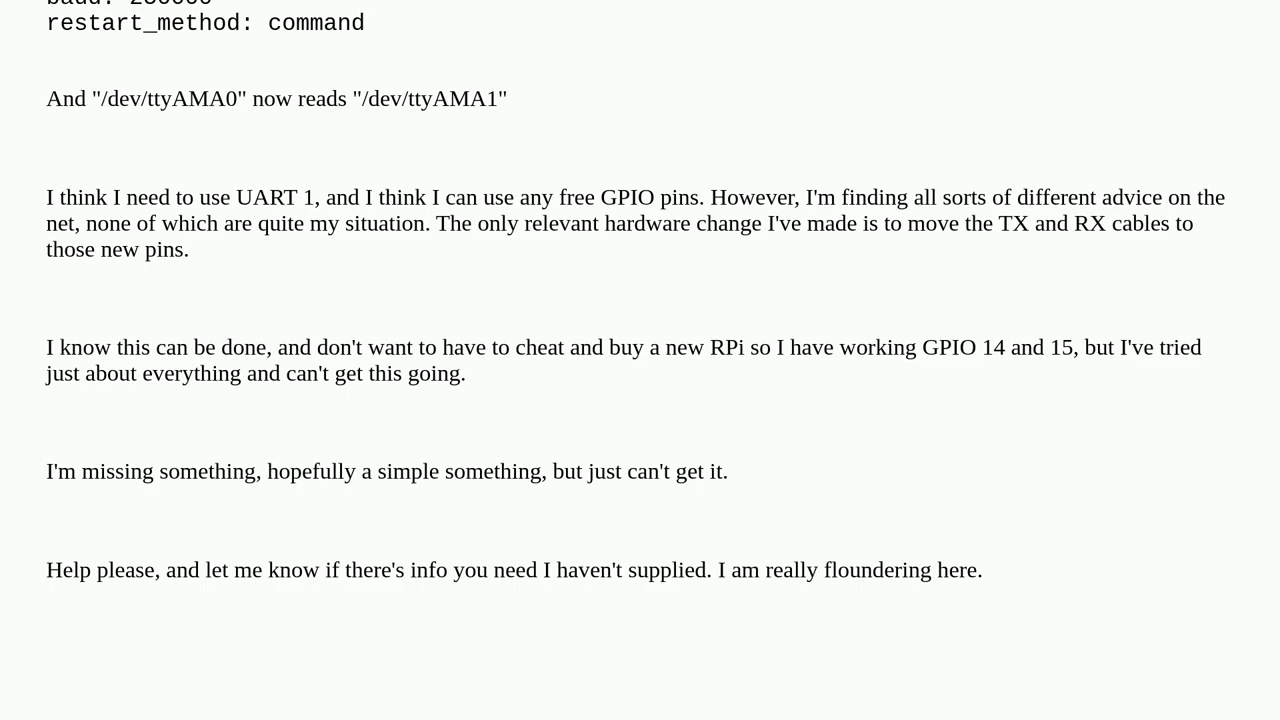 restart_method: command
And "/dev/ttyAMA0" now reads "/dev/ttyAMA1"
I think I need to use UART 1, and I think I can use any free GPIO pins. However, I'm finding all sorts of different advice on the
net, none of which are quite my situation. The only relevant hardware change I've made is to move the TX and RX cables to
those new pins.
I know this can be done, and don't want to have to cheat and buy a new RPi so I have working GPIO 14 and 15, but I've tried
just about everything and can't get this going.
I'm missing something, hopefully a simple something, but just can't get it.
Help please, and let me know if there's info you need I haven't supplied. I am really floundering here.